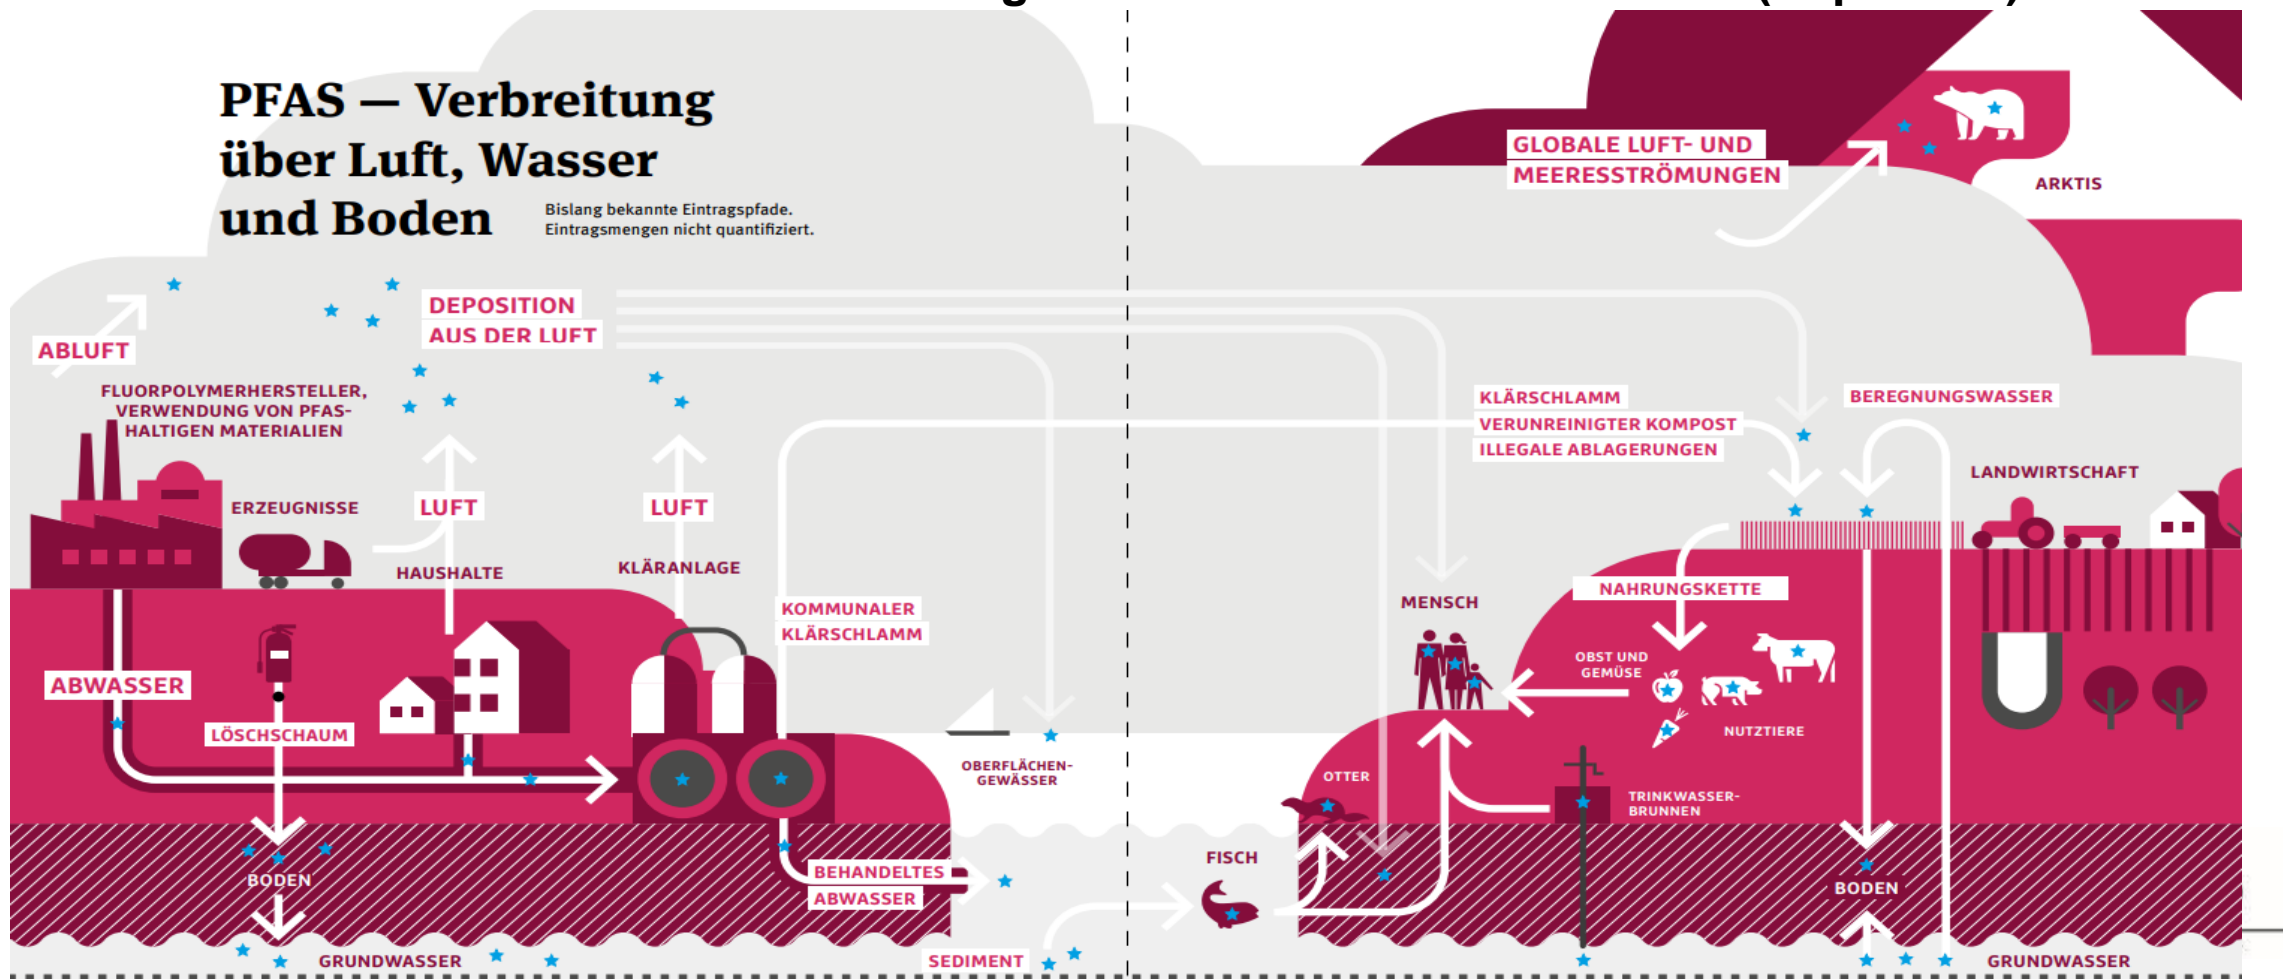 PFAS — Verbreitung
über Luft, Wasser
und Boden
Bislang bekannte Eintragspfade.
Eintragsmengen nicht quantifiziert.
GLOBALE LUFT- UND
MEERESSTRÖMUNGEN
ARKTIS
DEPOSITION
AUS DER LUFT
ABLUFT
FLUORPOLYMERHERSTELLER,
VERWENDUNG VON PFAS-
HALTIGEN MATERIALIEN
ERZEUGNISSE
LUFT
LUFT
HAUSHALTE
KLÄRANLAGE
KLÄRSCHLAMM
VERUNREINIGTER KOMPOST
ILLEGALE ABLAGERUNGEN
BEREGNUNGSWASSER
LANDWIRTSCHAFT
KOMMUNALER
KLÄRSCHLAMM
ABWASSER
LÖSCHSCHAUM
MENSCH
NAHRUNGSKETTE
OBST UND
GEMÜSE
NUTZTIERE
OBERFLÄCHEN-
GEWÄSSER
OTTER
TRINKWASSER-
BRUNNEN
FISCH
BEHANDELTES
ABWASSER
BODEN
BODEN
GRUNDWASSER
SEDIMENT
GRUNDWASSER